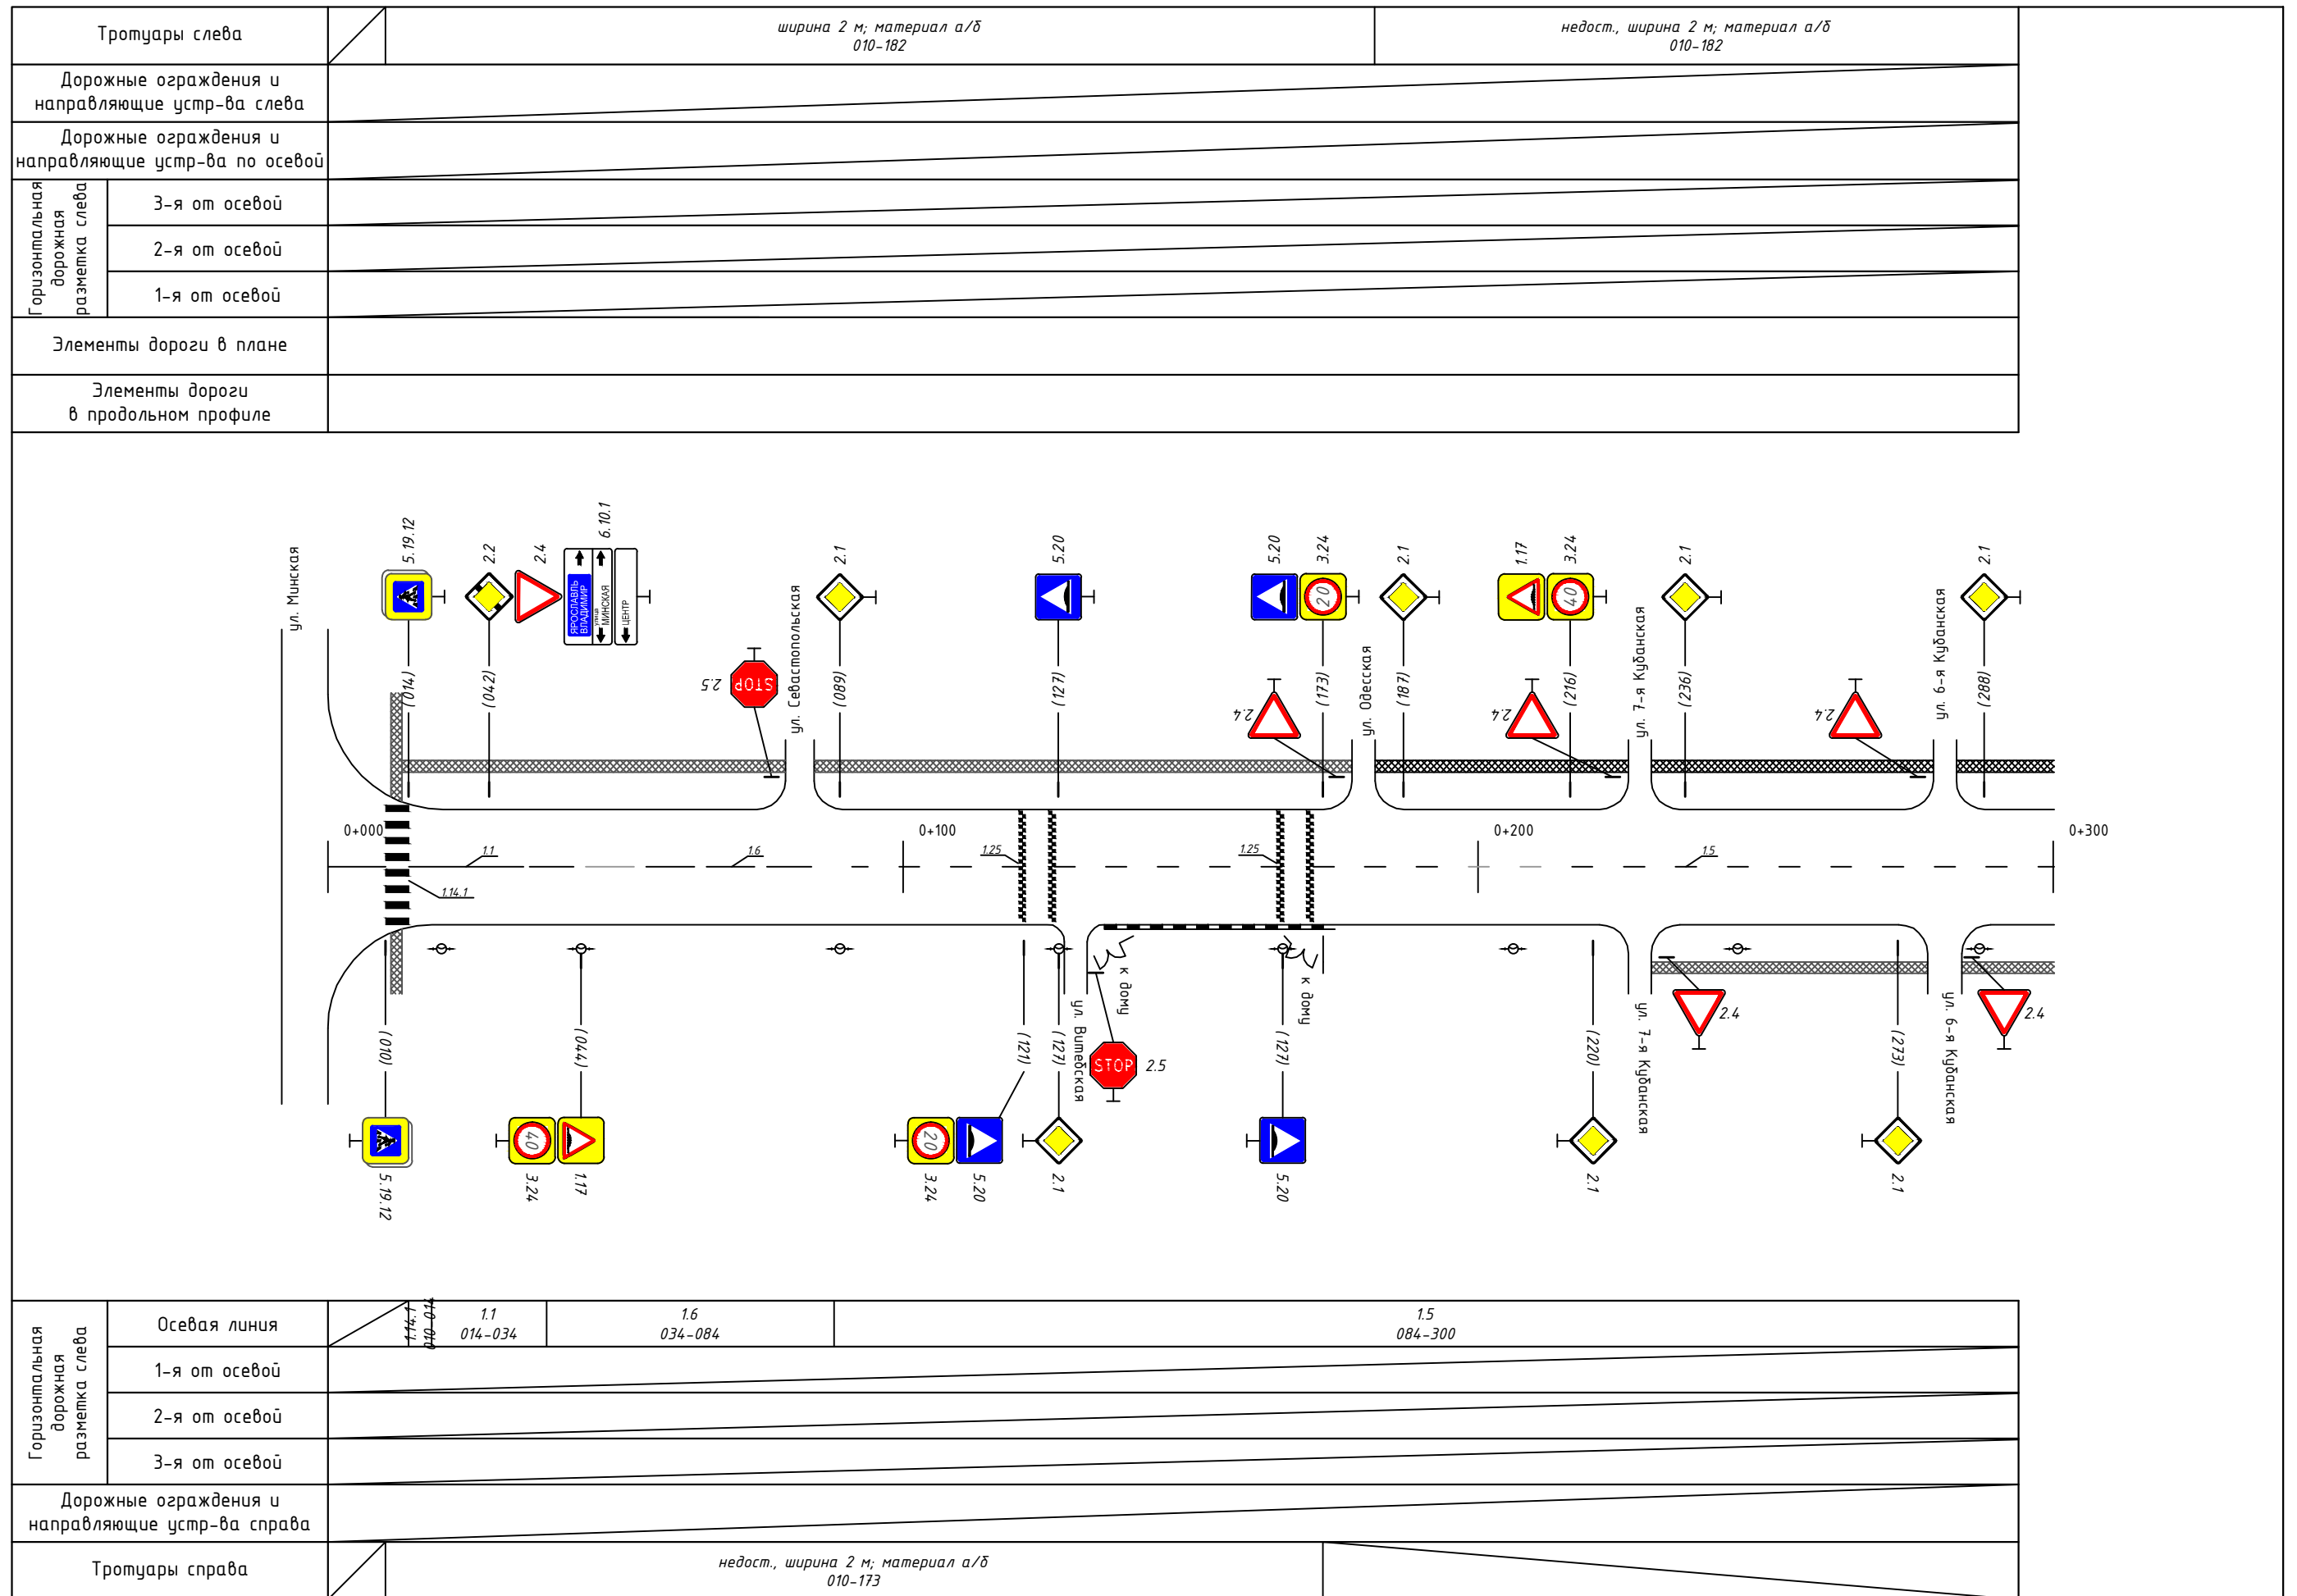 Тротуары слева
ширина 2 м; материал а/б
010-182
недост., ширина 2 м; материал а/б
010-182
Дорожные ограждения и
направляющие устр-ва слева
Дорожные ограждения и
направляющие устр-ва по осевой
Горизонтальная
дорожная
разметка слева
3-я от осевой
2-я от осевой
1-я от осевой
Элементы дороги в плане
Элементы дороги
в продольном профиле
ул. Минская
5.19.12
2.2
2.4
6.10.1
ЯРОСЛАВЛЬ
ВЛАДИМИР
улица
МИНСКАЯ
ЦЕНТР
2.5
STOP
ул. Севастопольская
2.1
5.20
5.20
3.24
20
2.1
1.17
3.24
40
2.1
2.1
(014)
(042)
(089)
(127)
2.4
(173)
ул. Одесская
(187)
2.4
(216)
ул. 7-я Кубанская
(236)
2.4
ул. 6-я Кубанская
(288)
0+000
0+100
0+200
0+300
1.1
1.6
1.25
1.25
1.5
1.14.1
(010)
(044)
(121)
(127)
ул. Витебская
к дому
STOP
2.5
(127)
к дому
(220)
ул. 7-я Кубанская
2.4
(273)
ул. 6-я Кубанская
2.4
40
20
5.19.12
3.24
1.17
3.24
5.20
2.1
5.20
2.1
2.1
Горизонтальная
дорожная
разметка слева
Осевая линия
1.14.1
010-014
1.1
014-034
1.6
034-084
1.5
084-300
1-я от осевой
2-я от осевой
3-я от осевой
Дорожные ограждения и
направляющие устр-ва справа
Тротуары справа
недост., ширина 2 м; материал а/б
010-173